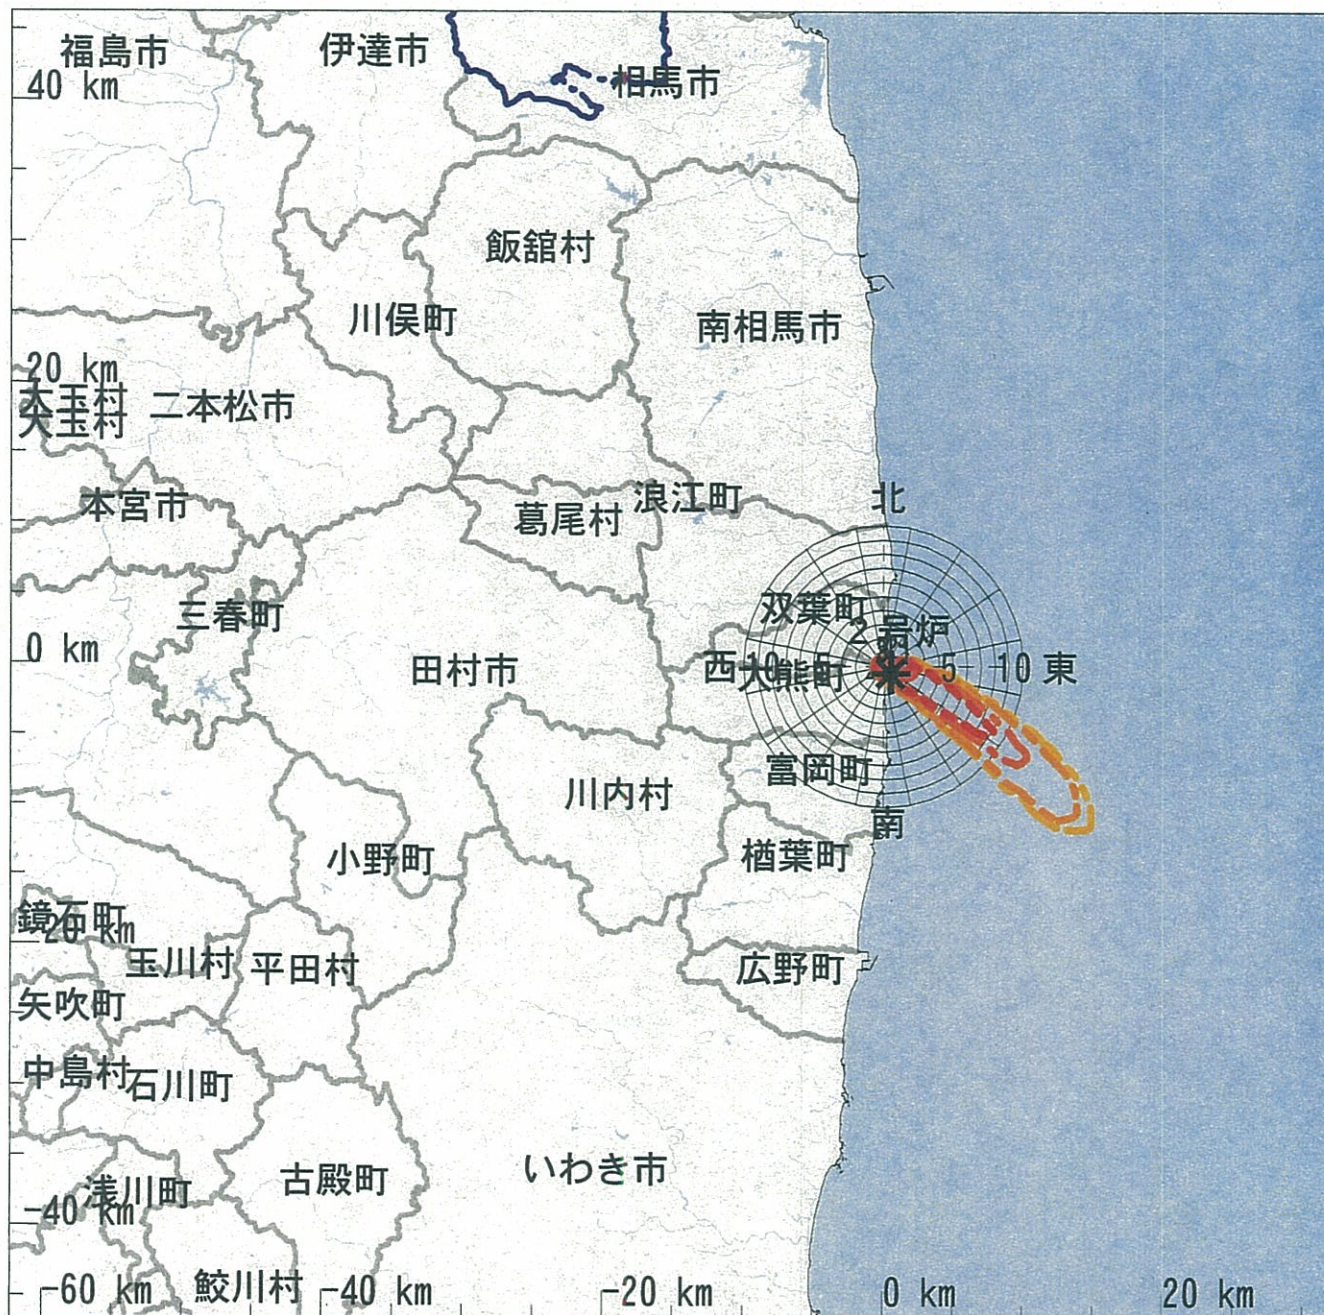 福島市
伊達市
相馬市
40 km
飯舘村
川俣町
南相馬市
20 km
大玉村
大玉村
二本松市
本宮市
葛尾村
浪江町
北
三春町
双葉町
2号炉
0 km
田村市
西
10
5
大熊町
5
10
東
富岡町
川内村
南
小野町
楢葉町
鏡石町
-20 km
玉川村
平田村
広野町
矢吹町
中島村
石川町
いわき市
古殿町
浅川町
-40 km
鮫川村
-60 km
-40 km
-20 km
0 km
20 km